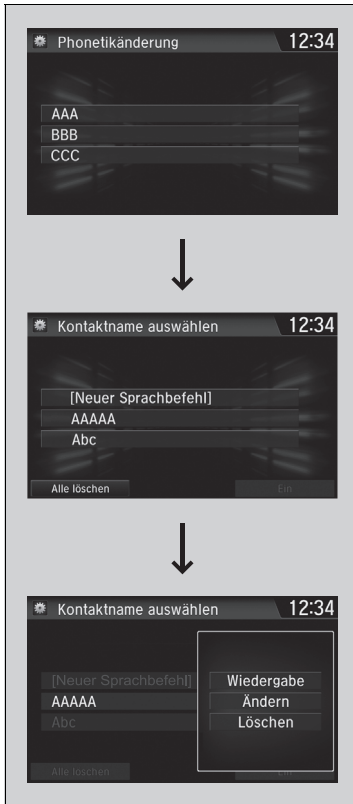 Phonetikänderung 12:34
AAA
BBB
CCC
Kontaktname auswählen 12:34
[Neuer Sprachbefehl]
AAAAA
Abc
Alle löschen Ein
Kontaktname auswählen 12:34
[Neuer Sprachbefehl] Wiedergabe
AAAAA Ändern
Abc Löschen
Alle löschen Ein